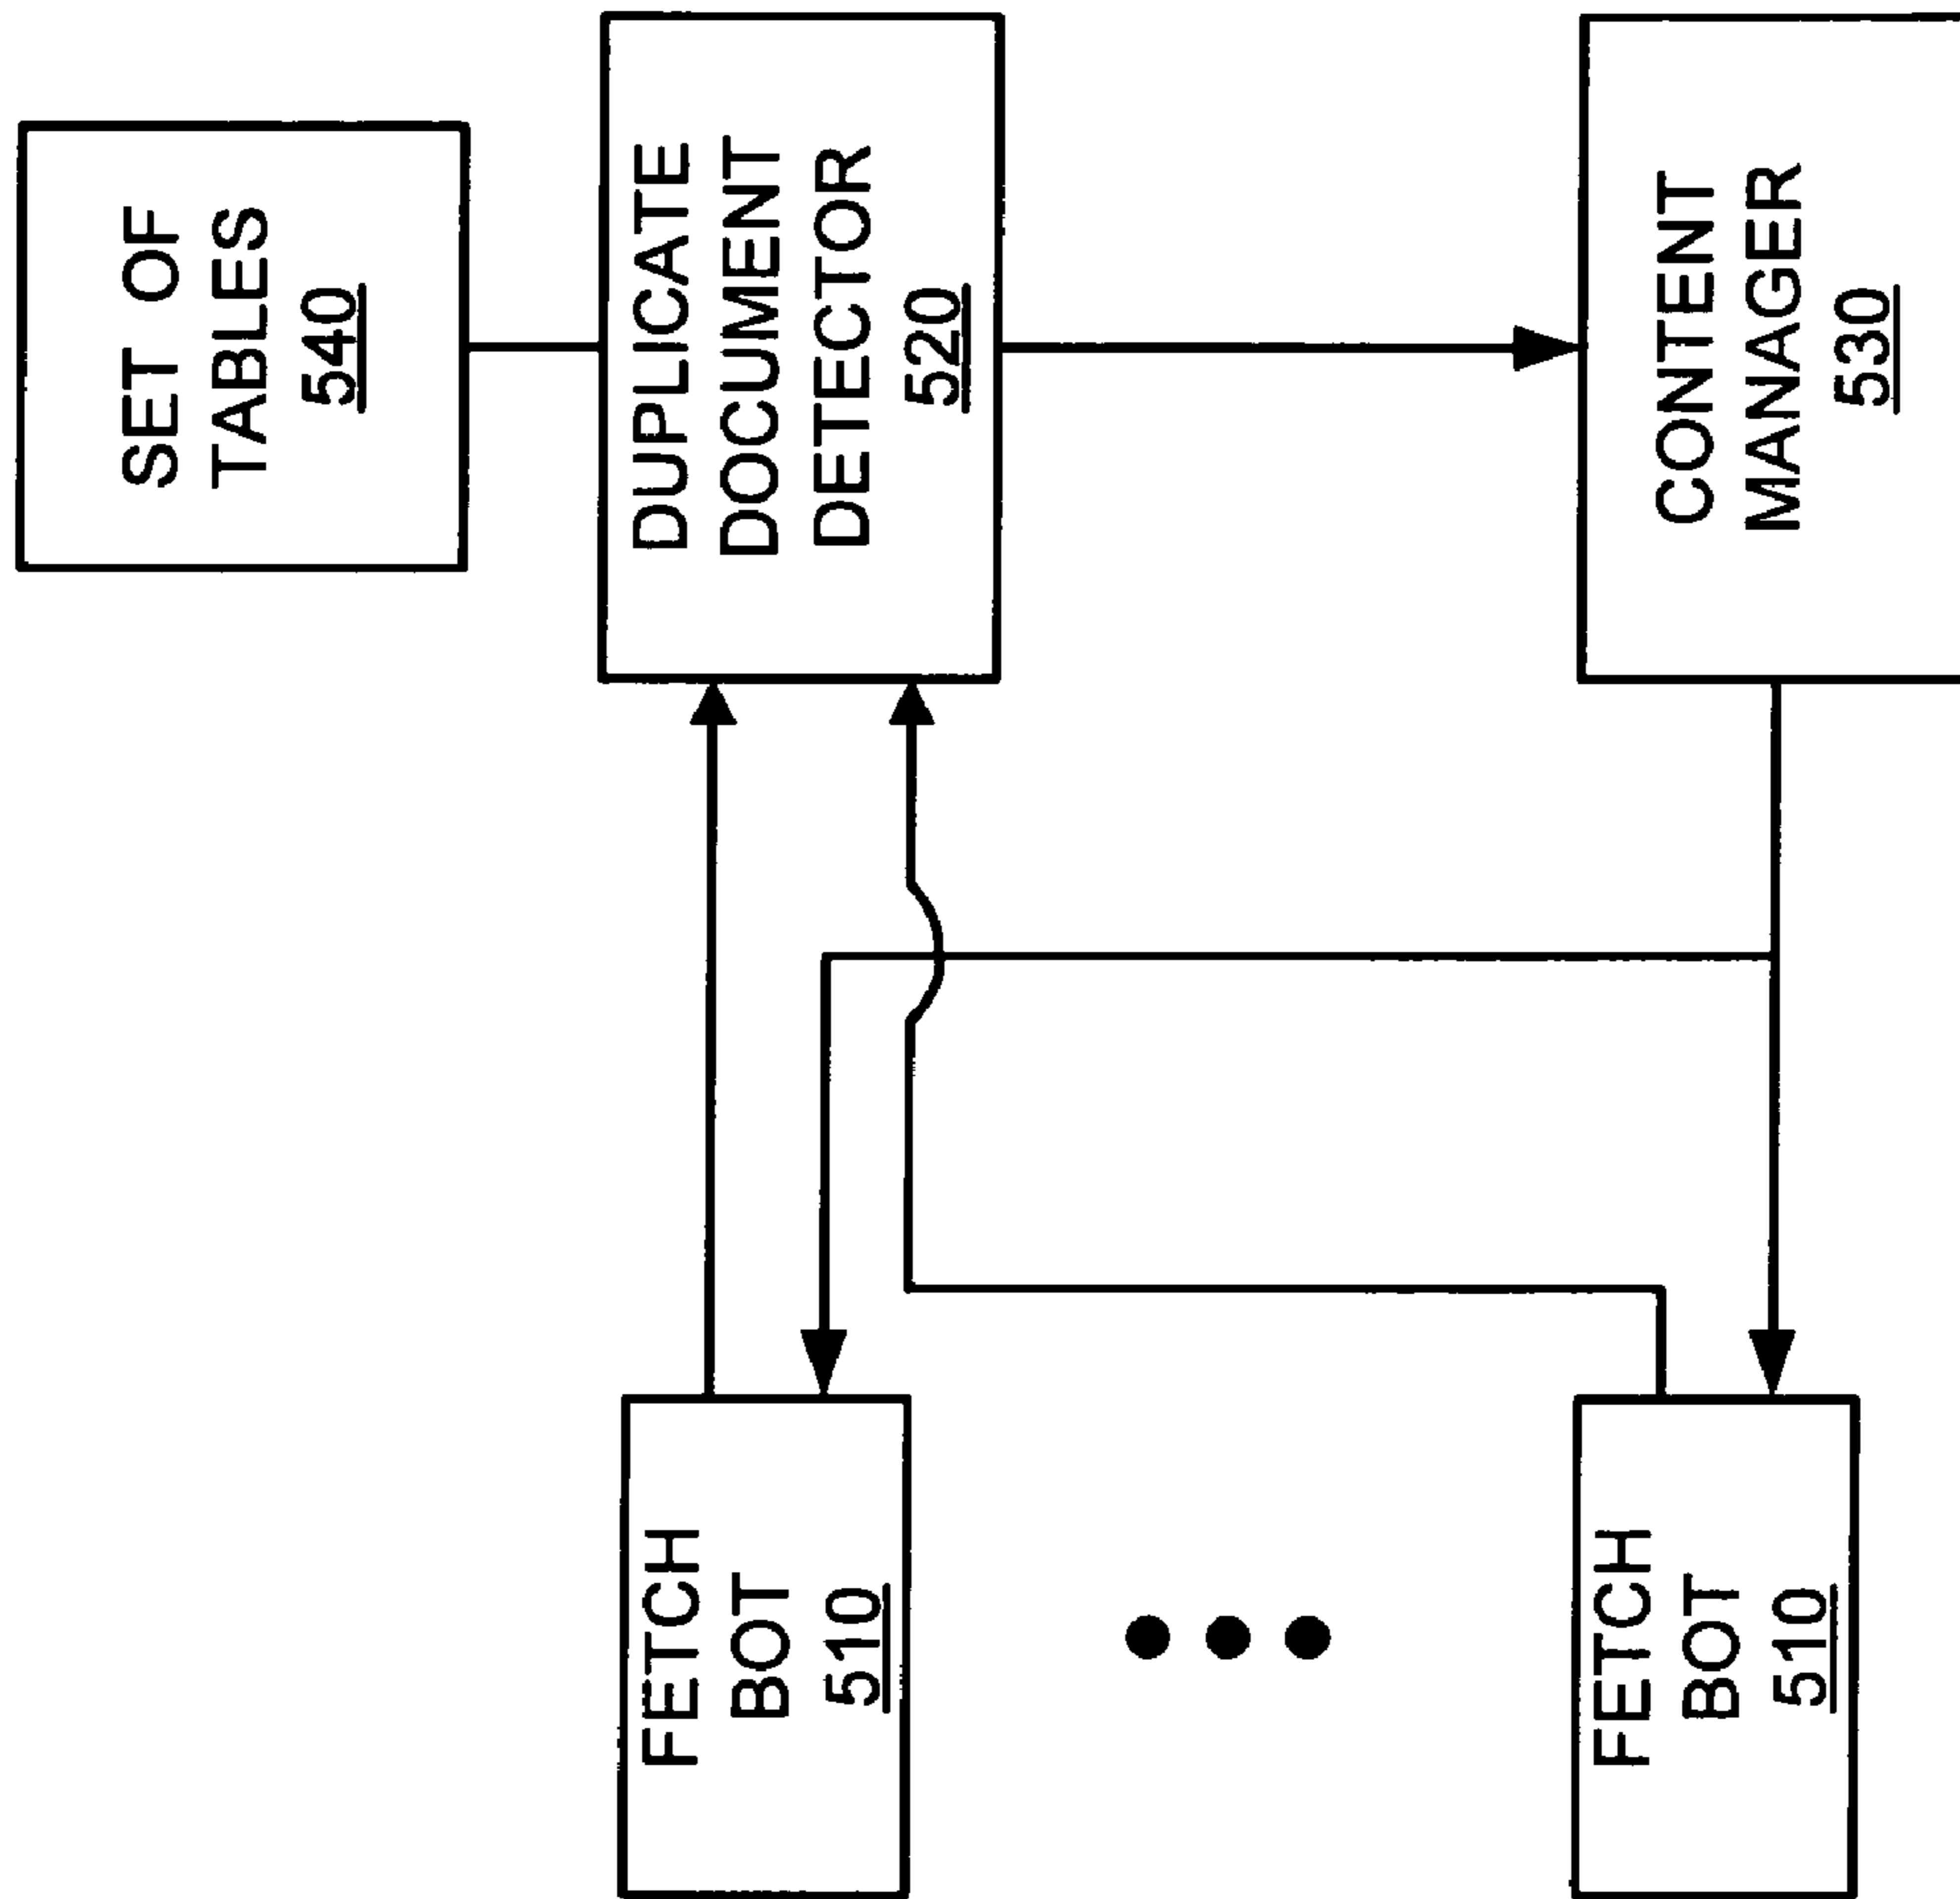 SET OF
TABLES
540
DUPLICATE
DOCUMENT
DETECTOR
520
CONTENT
MANAGER
530
FETCH
BOT
510
FETCH
BOT
510